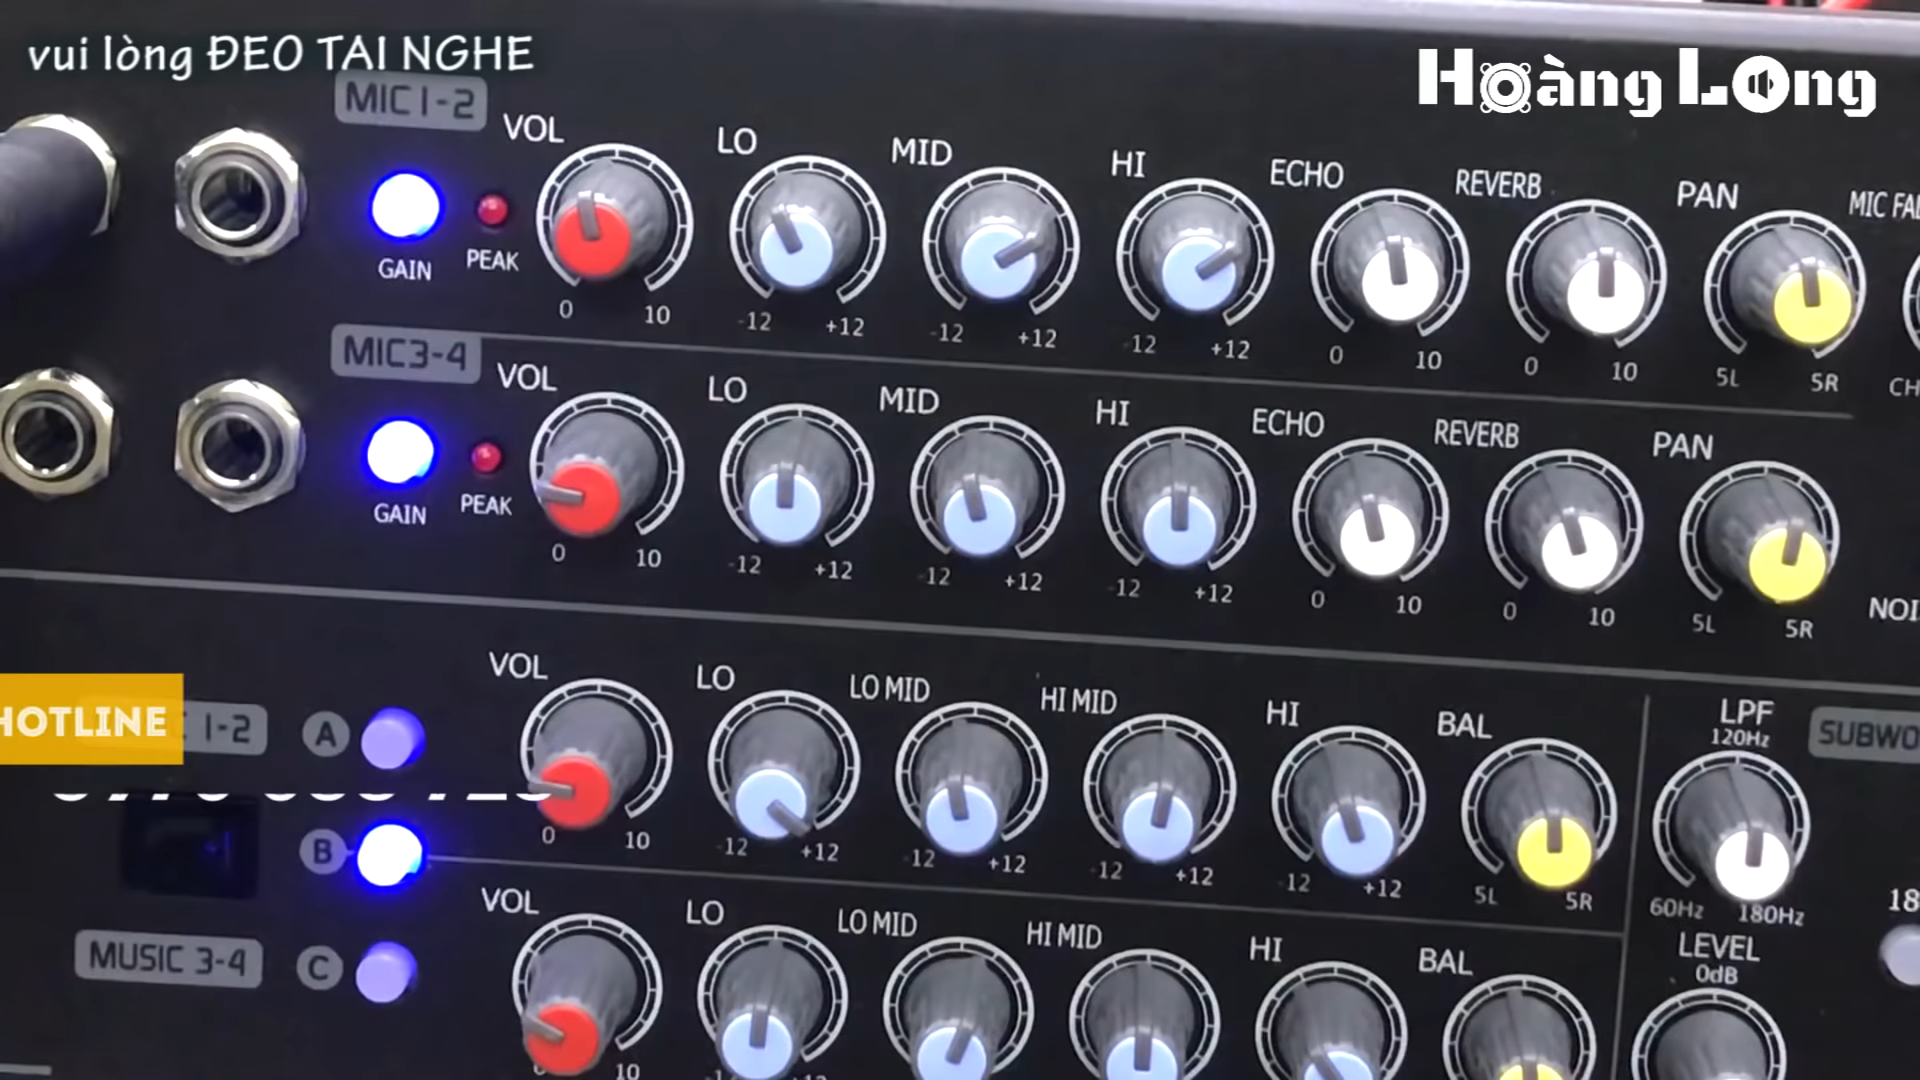 vui lòng ĐEO TAI NGHE
Hoàng Long
MIC1-2
VOL LO MID HI ECHO REVERB PAN
GAIN PEAK
0 10 -12 +12 -12 +12 -12 +12 0 10 0 10 5L 5R
MIC3-4
VOL LO MID HI ECHO REVERB PAN
GAIN PEAK
0 10 -12 +12 -12 +12 -12 +12 0 10 0 10 5L 5R
HOTLINE
1-2 A
VOL LO LO MID HI MID HI BAL LPF
120Hz
0 10 -12 +12 -12 +12 -12 +12 -12 +12 5L 5R 60Hz 180Hz
B
MUSIC 3-4 C
VOL LO LO MID HI MID HI BAL LEVEL
0dB
10